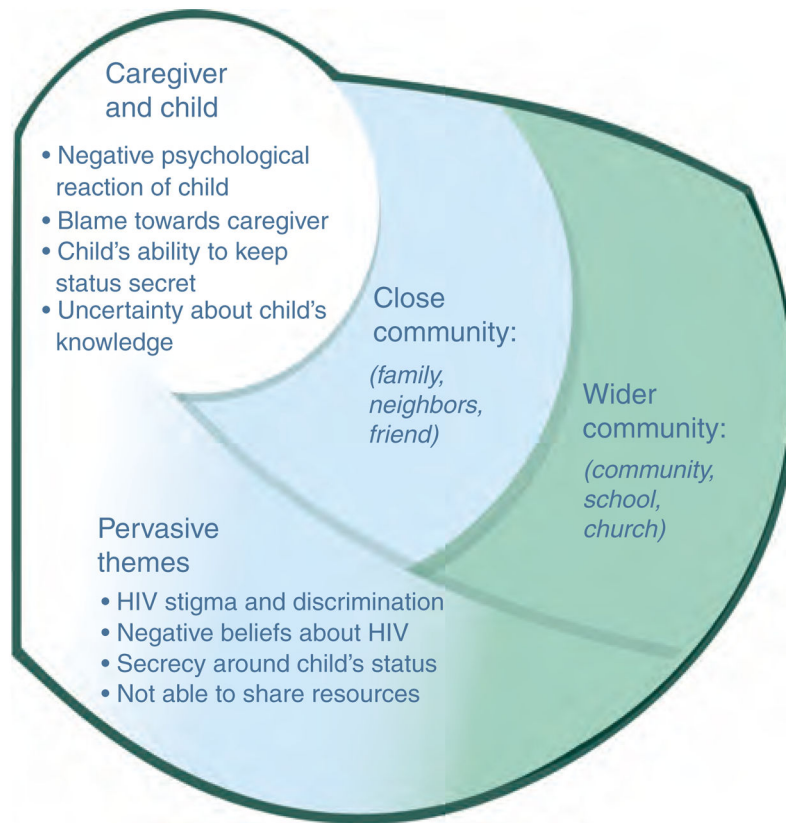 Caregiver
and child
• Negative psychological
reaction of child
• Blame towards caregiver
• Child's ability to keep
status secret
• Uncertainty about child's
knowledge
Close
community:
(family,
neighbors,
friend)
Wider
community:
(community,
school,
church)
Pervasive
themes
• HIV stigma and discrimination
• Negative beliefs about HIV
• Secrecy around child's status
• Not able to share resources